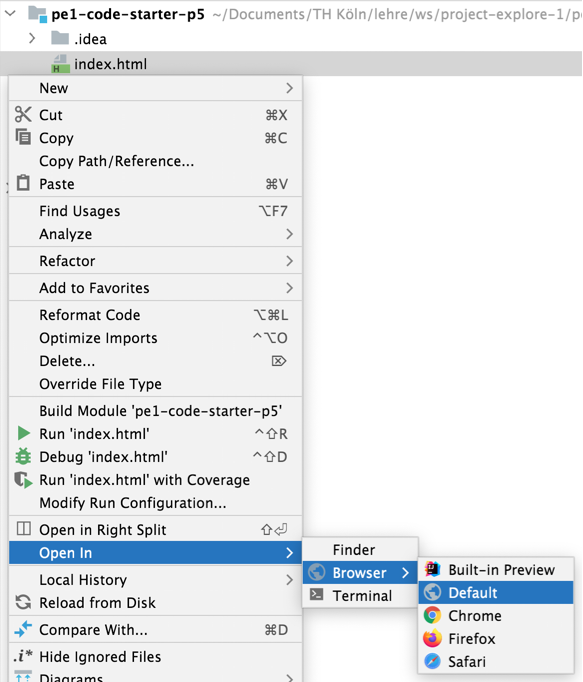 pe1-code-starter-p5 ~/Documents/TH Köln/lehre/ws/project-explore-1/p
.idea
index.html
New
Cut ⌘X
Copy ⌘C
Copy Path/Reference...
Paste ⌘V
Find Usages ⌥F7
Analyze
Refactor
Add to Favorites
Reformat Code ⌥⌘L
Optimize Imports ^⌥O
Delete... ⌦
Override File Type
Build Module 'pe1-code-starter-p5'
Run 'index.html' ^⇧R
Debug 'index.html' ^⇧D
Run 'index.html' with Coverage
Modify Run Configuration...
Open in Right Split ⇧⏎
Open In
Finder
Browser
Terminal
Built-in Preview
Default
Chrome
Firefox
Safari
Local History
Reload from Disk
Compare With... ⌘D
.i* Hide Ignored Files
Diagrams